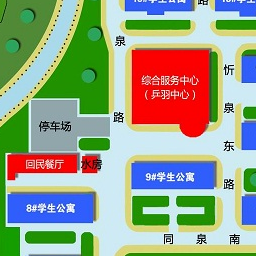 学生公寓
路
泉
综合服务中心
（乒羽中心）
忻
泉
东
路
路
停车场
回民餐厅
水房
9#学生公寓
8#学生公寓
同 泉 南